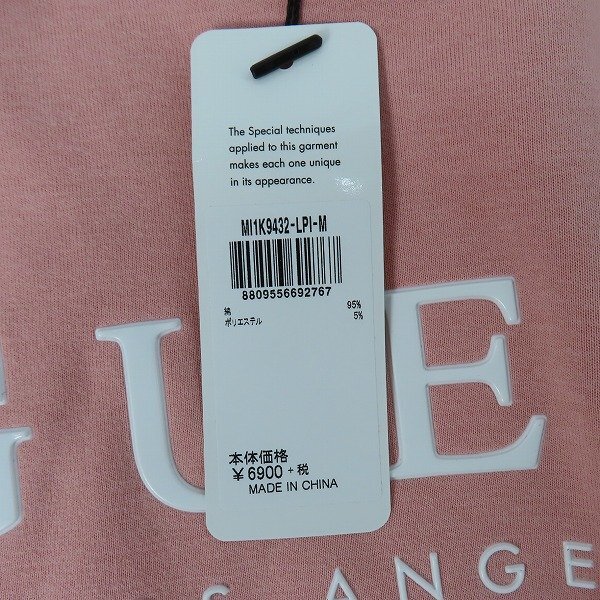 The Special techniques
applied to this garment
makes each one unique
in its appearance.
MI1K9432-LPI-M
8809556692767
綿 95%
ポリエステル 5%
本体価格
¥6900 +税
MADE IN CHINA
GUE
S ANGE